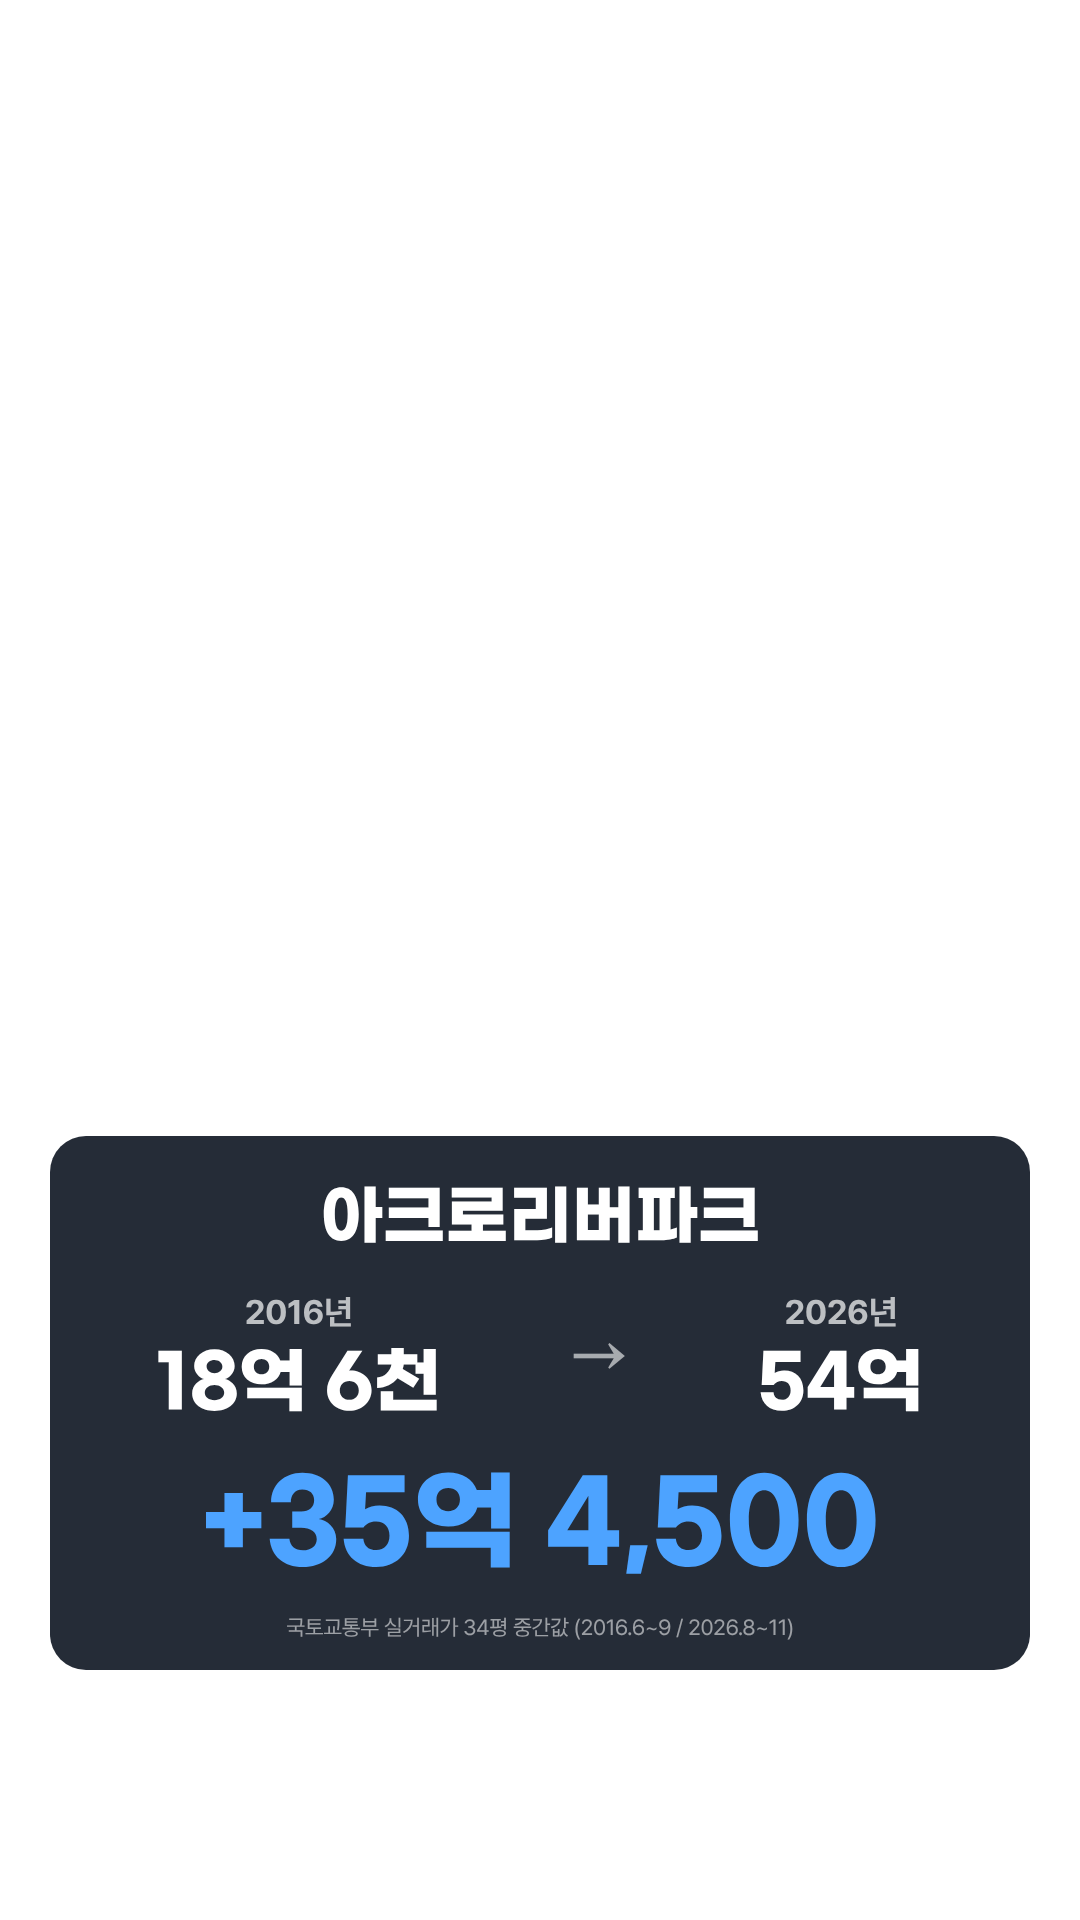 아크로리버파크
2016년
18억 6천
→
2026년
54억
+35억 4,500
국토교통부 실거래가 34평 중간값 (2016.6~9 / 2026.8~11)